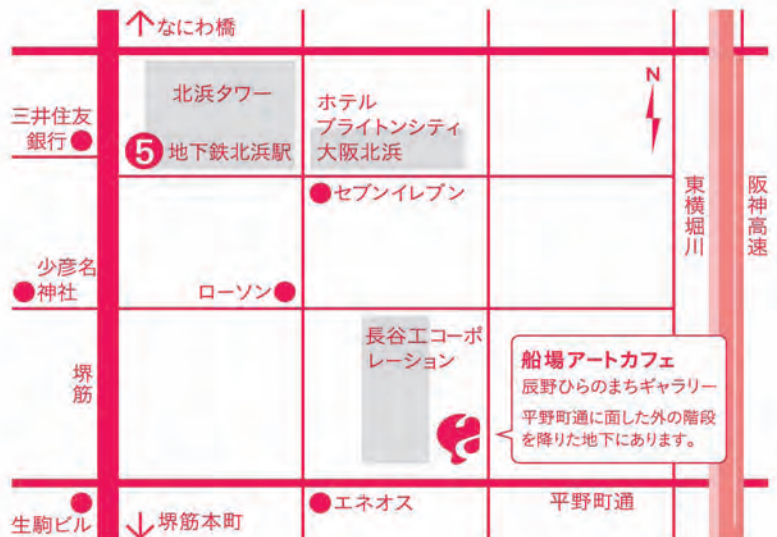 ↑なにわ橋
北浜タワー
三井住友
銀行
5 地下鉄北浜駅
ホテル
ブライトンシティ
大阪北浜
N
セブンイレブン
東横堀川
阪神高速
少彦名
神社
ローソン
堺筋
長谷工コーポ
レーション
船場アートカフェ
辰野ひらのまちギャラリー
平野町通に面した外の階段
を降りた地下にあります。
生駒ビル
↓堺筋本町
エネオス
平野町通